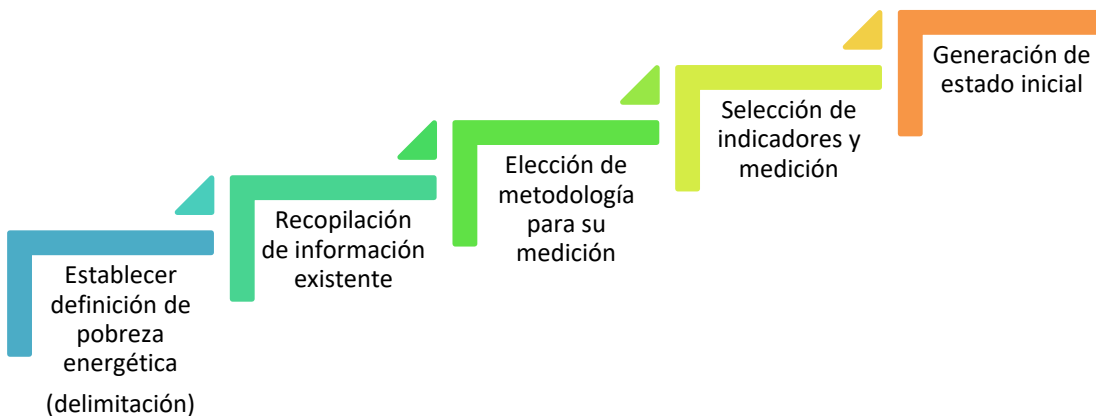 Establecer
definición de
pobreza
energética
(delimitación)
Recopilación
de información
existente
Elección de
metodología
para su
medición
Selección de
indicadores y
medición
Generación de
estado inicial